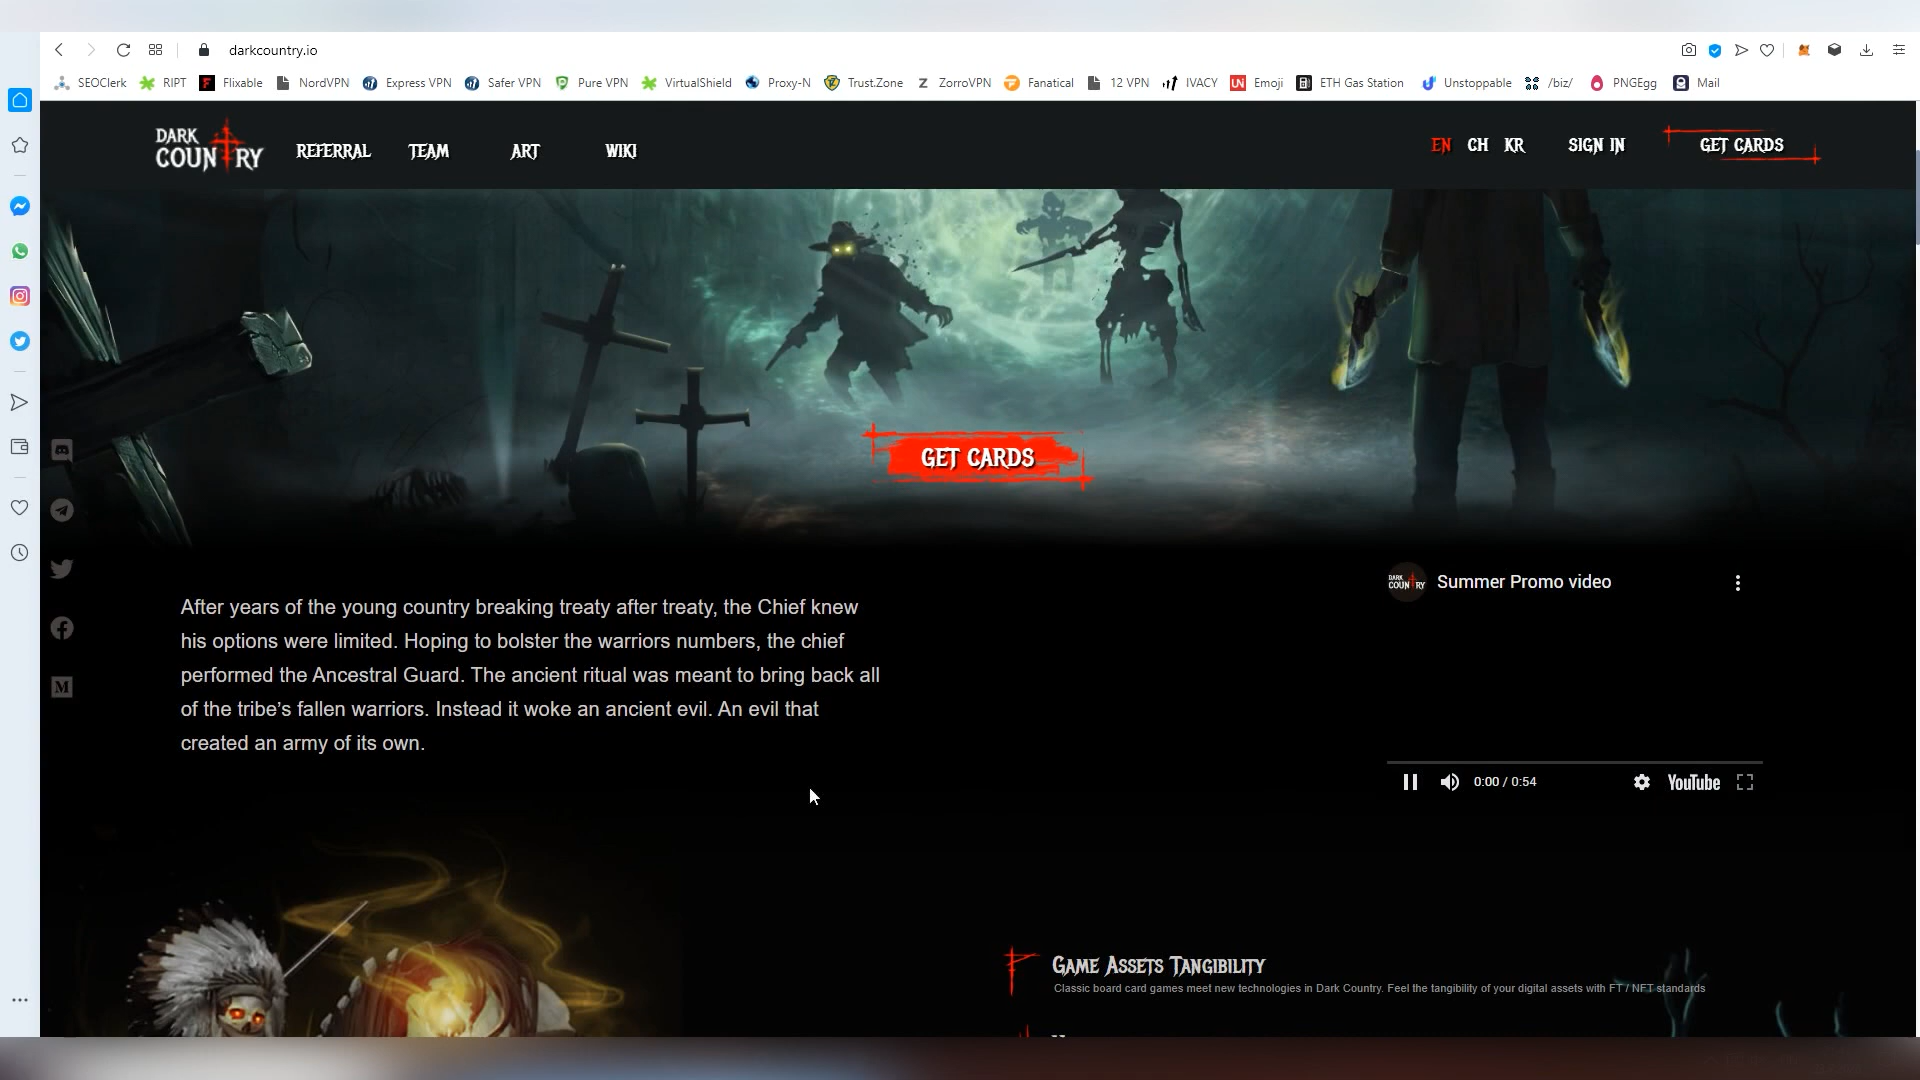 darkcountry.io
SEOClerk RIPT Flixable NordVPN Express VPN Safer VPN Pure VPN VirtualShield Proxy-N Trust.Zone ZorroVPN Fanatical 12 VPN IVACY UN Emoji ETH Gas Station Unstoppable /biz/ PNGEgg Mail
DARK COUNTRY
REFERRAL TEAM ART WIKI EN CH KR SIGN IN GET CARDS
GET CARDS
After years of the young country breaking treaty after treaty, the Chief knew
his options were limited. Hoping to bolster the warriors numbers, the chief
performed the Ancestral Guard. The ancient ritual was meant to bring back all
of the tribe’s fallen warriors. Instead it woke an ancient evil. An evil that
created an army of its own.
DARK COUNTRY Summer Promo video
0:00 / 0:54 YouTube
GAME ASSETS TANGIBILITY
Classic board card games meet new technologies in Dark Country. Feel the tangibility of your digital assets with FT / NFT standards